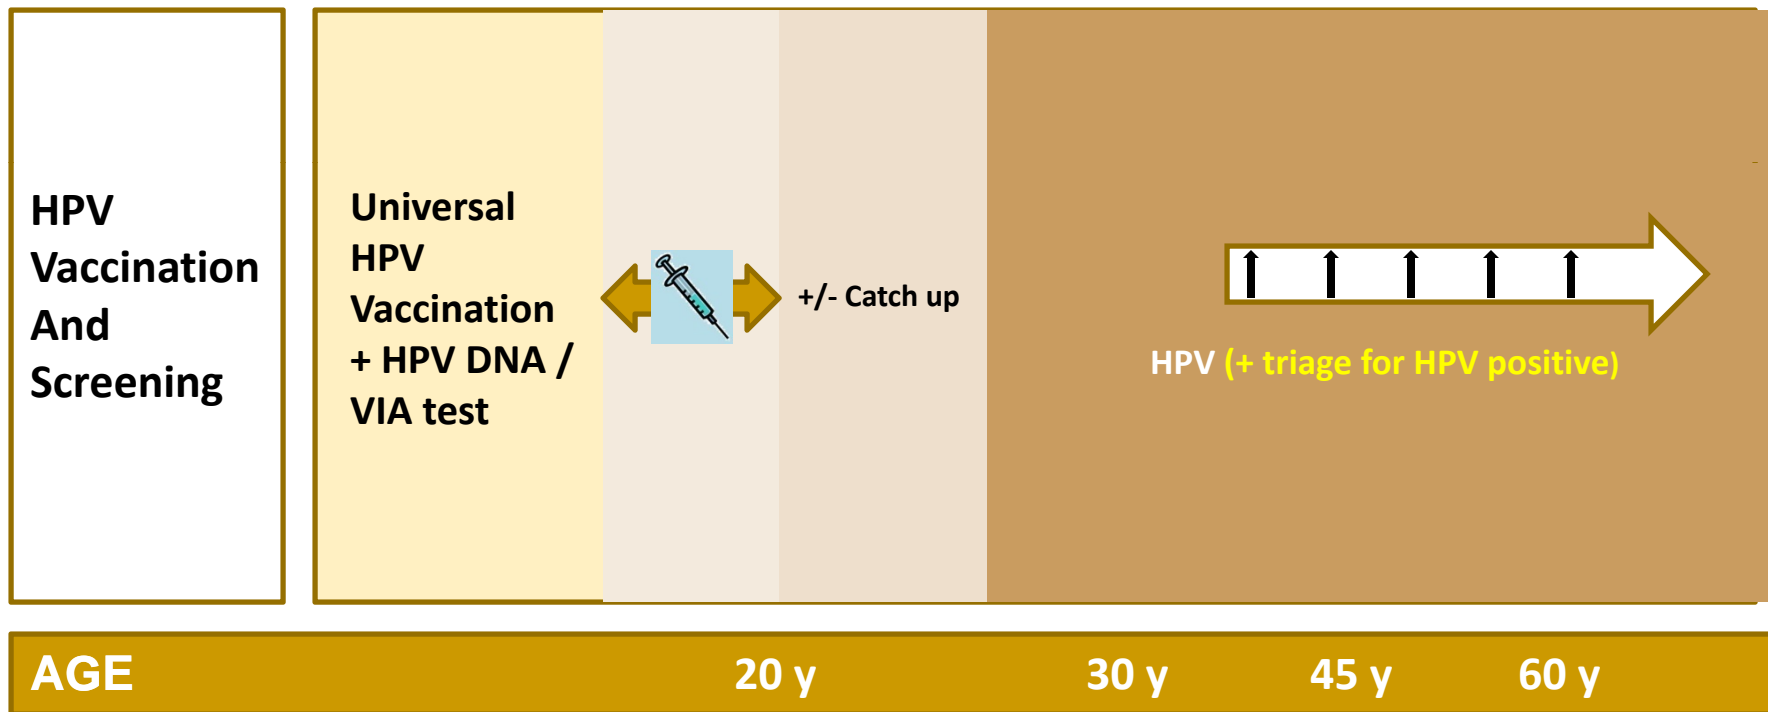 HPV
Vaccination
And
Screening
Universal
HPV
Vaccination
+ HPV DNA /
VIA test
+/- Catch up
HPV (+ triage for HPV positive)
AGE 20 y 30 y 45 y 60 y